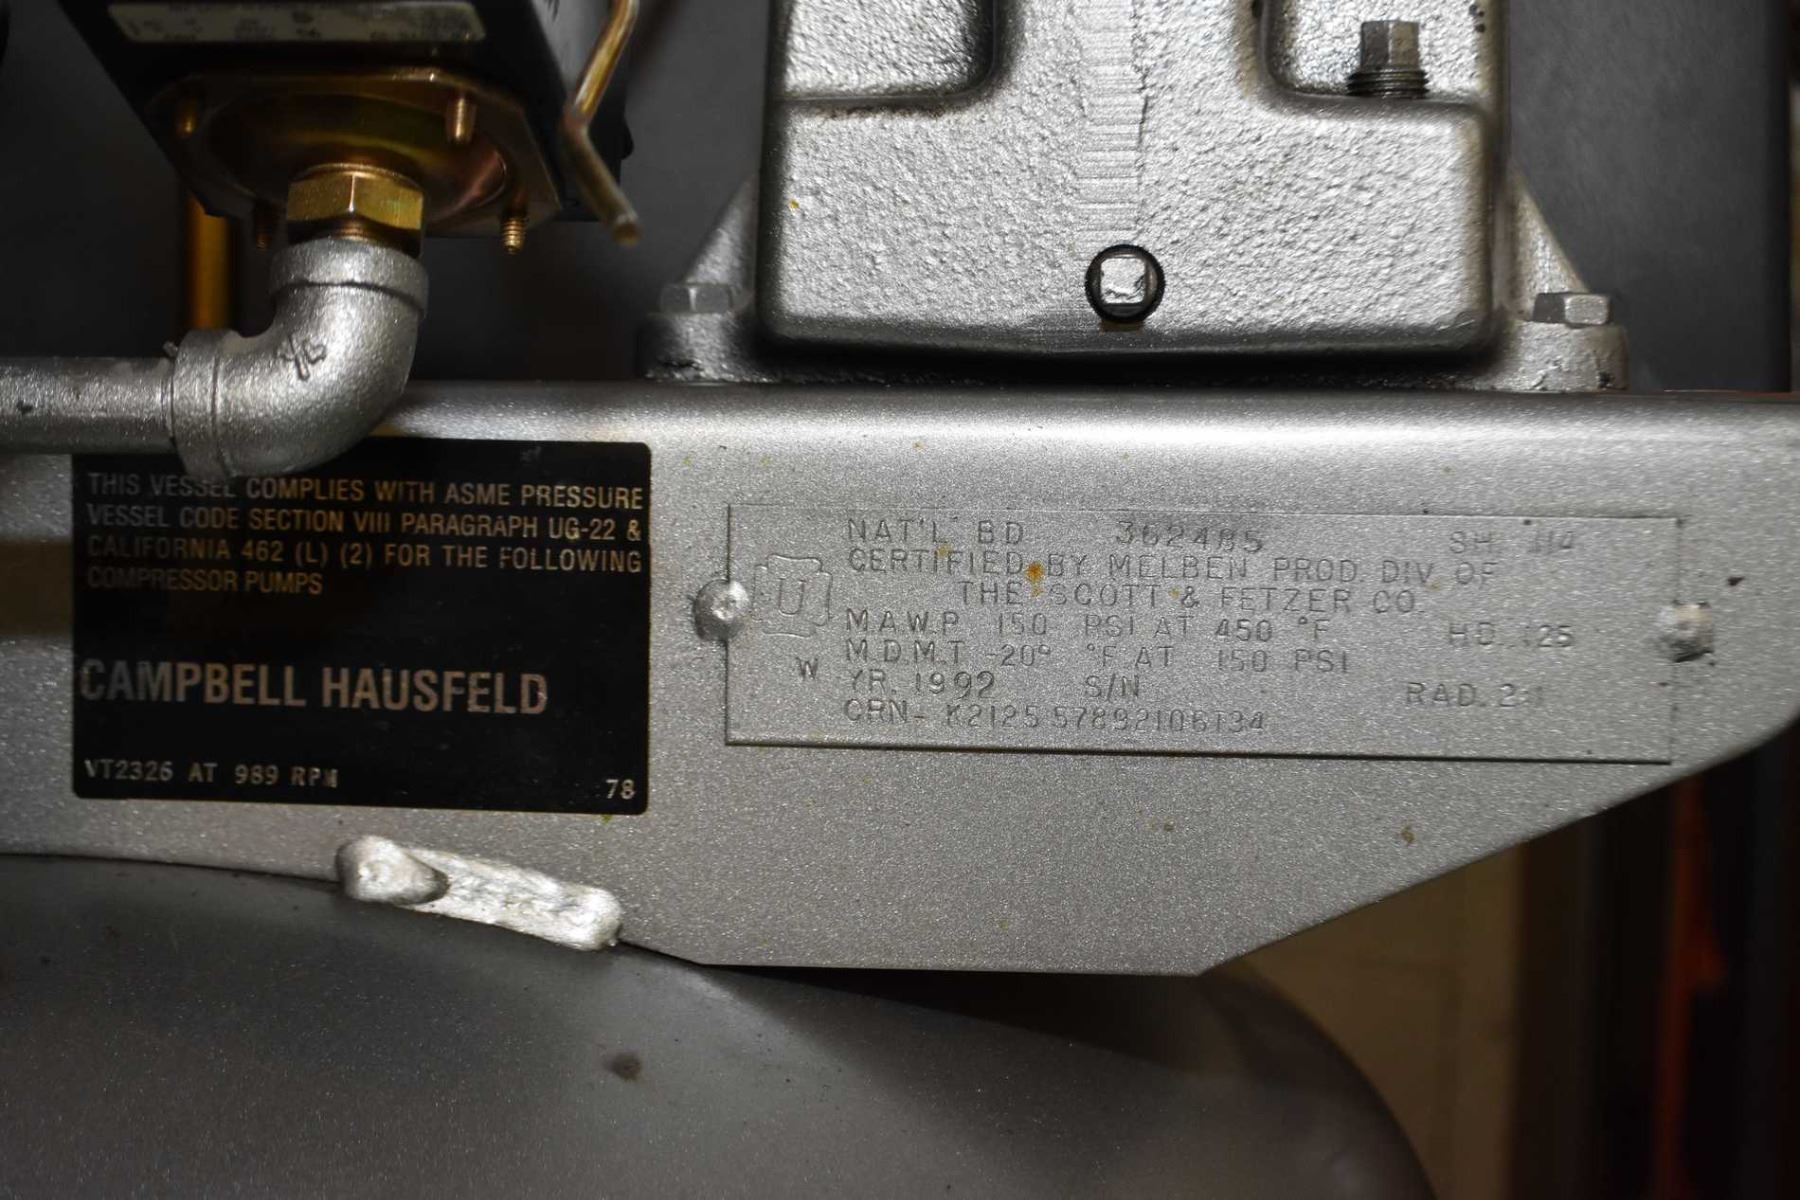 THIS VESSEL COMPLIES WITH ASME PRESSURE
VESSEL CODE SECTION VIII PARAGRAPH UG-22 &
CALIFORNIA 462 (L) (2) FOR THE FOLLOWING
COMPRESSOR PUMPS
CAMPBELL HAUSFELD
VT2326 AT 989 RPM 78
NAT'L BD 362485 SH. .114
CERTIFIED BY MELBEN PROD. DIV. OF
THE SCOTT & FETZER CO.
U
M.A.W.P. 150 PSI AT 450 °F HD. .125
M.D.M.T -20° °F AT 150 PSI
W
YR. 1992 S/N RAD. 2:1
CRN- K2125.57892106T34